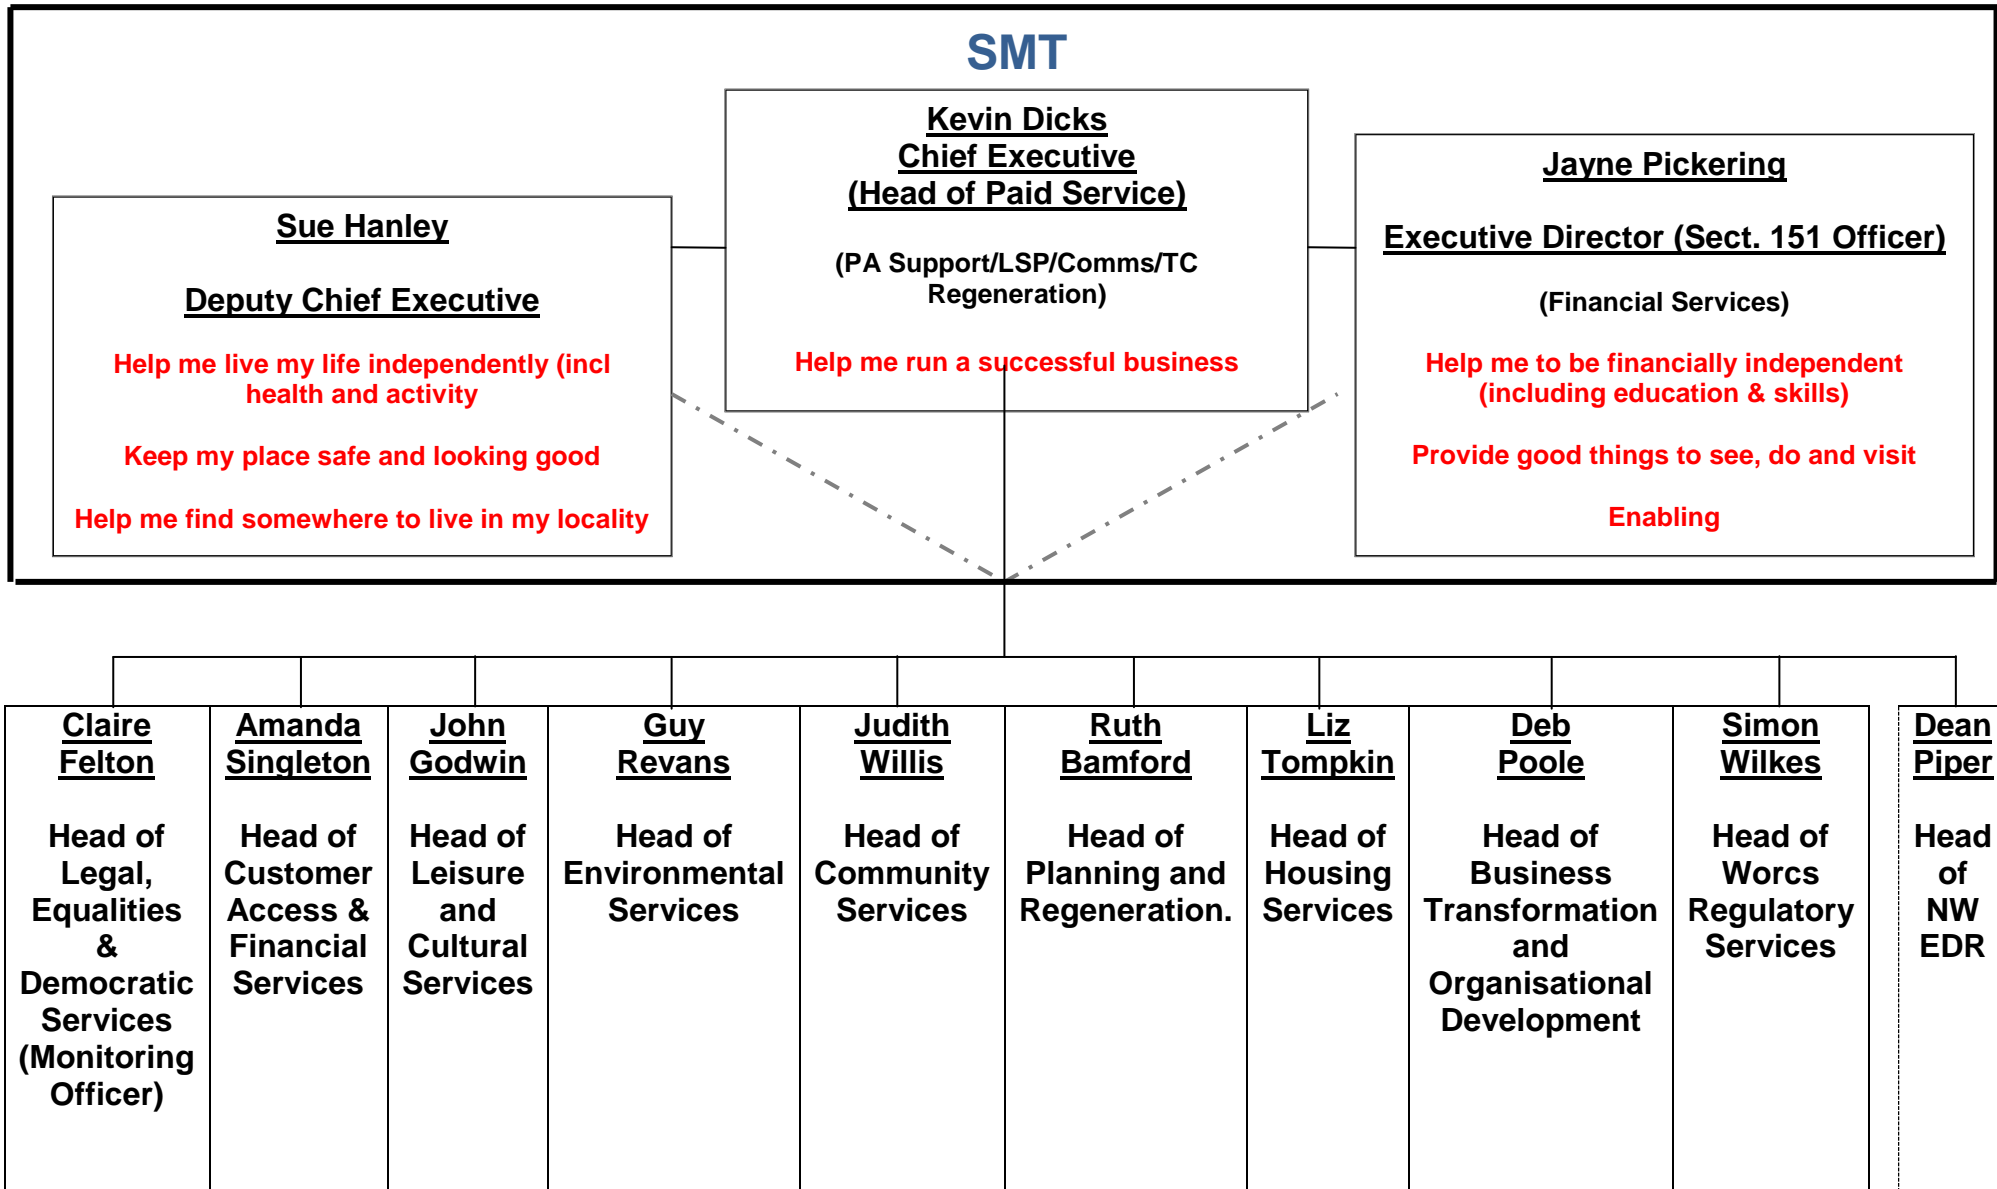 SMT
Sue Hanley
Deputy Chief Executive
Help me live my life independently (incl
health and activity
Keep my place safe and looking good
Help me find somewhere to live in my locality
Kevin Dicks
Chief Executive
(Head of Paid Service)
(PA Support/LSP/Comms/TC
Regeneration)
Help me run a successful business
Jayne Pickering
Executive Director (Sect. 151 Officer)
(Financial Services)
Help me to be financially independent
(including education & skills)
Provide good things to see, do and visit
Enabling
Claire
Felton
Head of
Legal,
Equalities
&
Democratic
Services
(Monitoring
Officer)
Amanda
Singleton
Head of
Customer
Access &
Financial
Services
John
Godwin
Head of
Leisure
and
Cultural
Services
Guy
Revans
Head of
Environmental
Services
Judith
Willis
Head of
Community
Services
Ruth
Bamford
Head of
Planning and
Regeneration.
Liz
Tompkin
Head of
Housing
Services
Deb
Poole
Head of
Business
Transformation
and
Organisational
Development
Simon
Wilkes
Head of
Worcs
Regulatory
Services
Dean
Piper
Head
of
NW
EDR